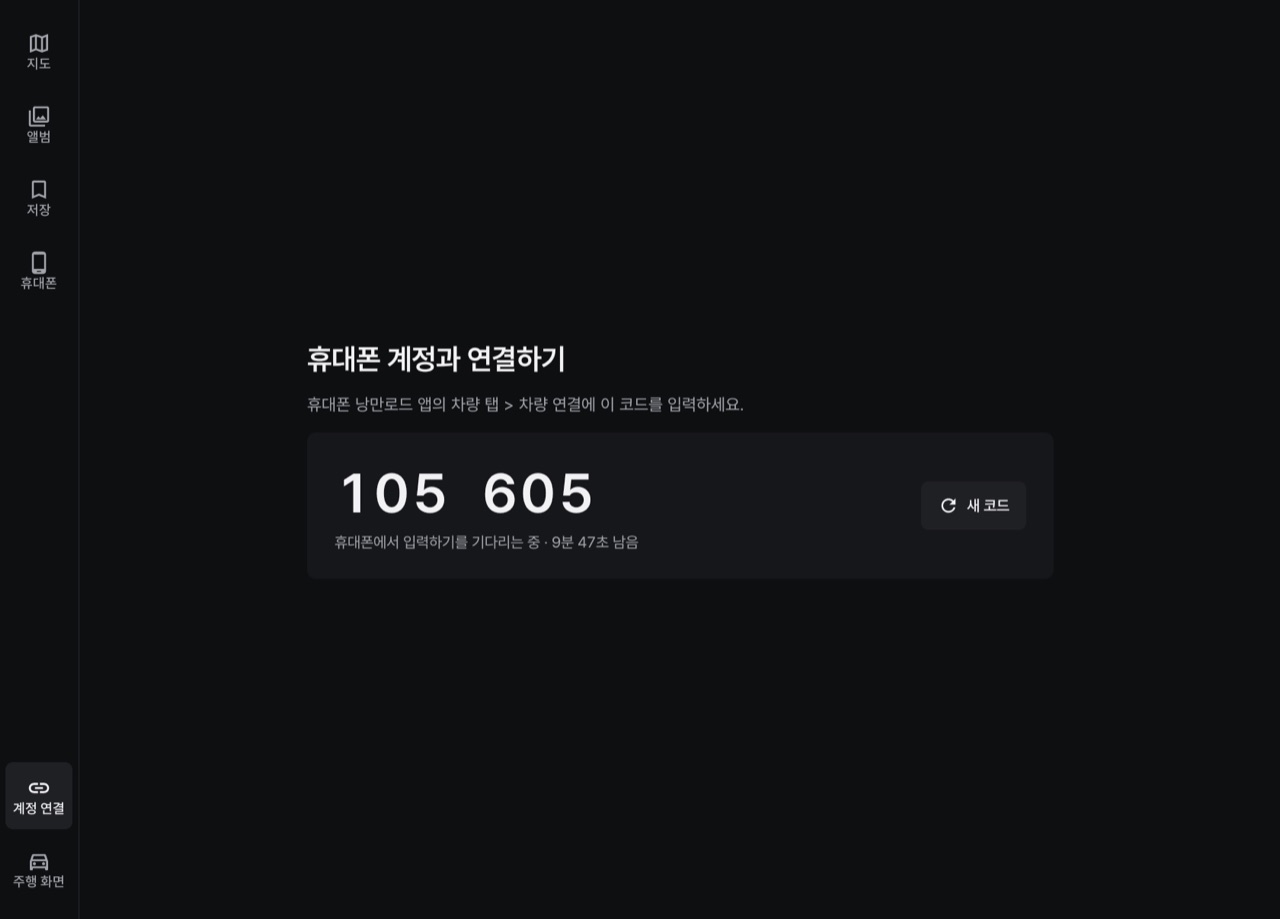 지도
앨범
저장
휴대폰
휴대폰 계정과 연결하기
휴대폰 낭만로드 앱의 차량 탭 > 차량 연결에 이 코드를 입력하세요.
105 605
새 코드
휴대폰에서 입력하기를 기다리는 중 · 9분 47초 남음
계정 연결
주행 화면